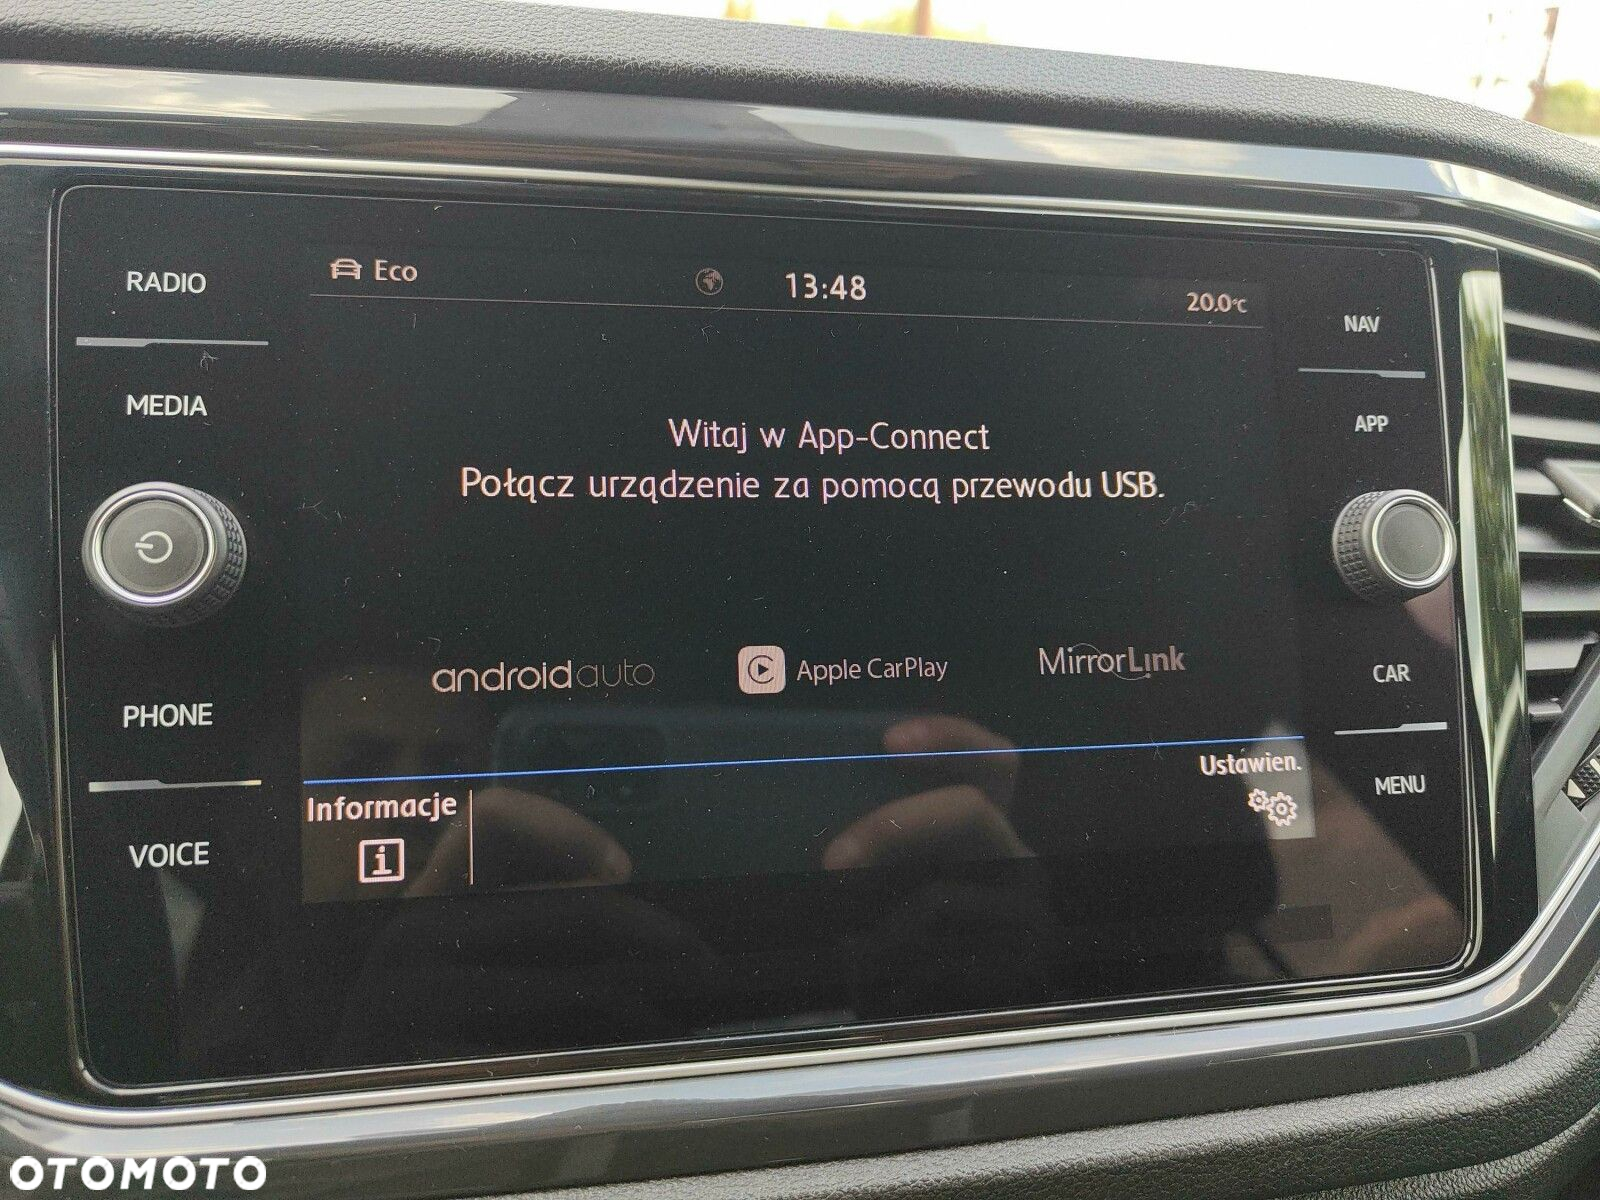 RADIO
MEDIA
PHONE
VOICE
Eco
13:48
20.0°C
Witaj w App-Connect
Połącz urządzenie za pomocą przewodu USB.
androidauto
Apple CarPlay
MirrorLink
Informacje
i
Ustawien.
NAV
APP
CAR
MENU
OTOMOTO